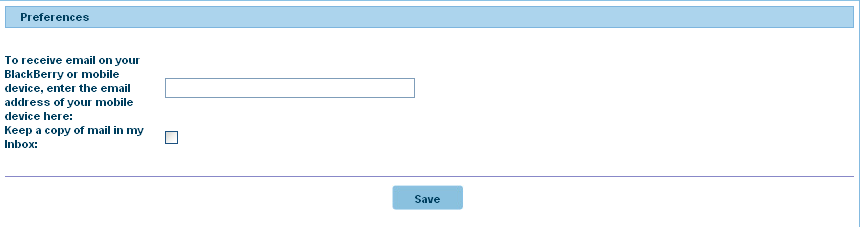 Preferences
To receive email on your
BlackBerry or mobile
device, enter the email
address of your mobile
device here:
Keep a copy of mail in my
Inbox:
Save